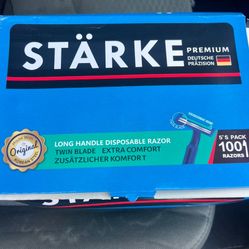 STÄRKE
PREMIUM
DEUTSCHE
PRÄZISION
Original
LONG HANDLE DISPOSABLE RAZOR
TWIN BLADE EXTRA COMFORT
ZUSÄTZLICHER KOMFORT
5'S PACK
100
RAZORS